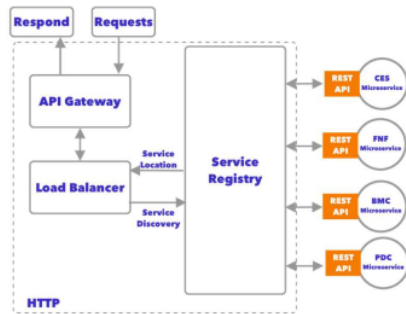 Respond
Requests
API Gateway
Load Balancer
Service
Location
Service
Discovery
Service
Registry
REST
API
CES
Microservice
REST
API
FNF
Microservice
REST
API
BMC
Microservice
REST
API
PDC
Microservice
HTTP